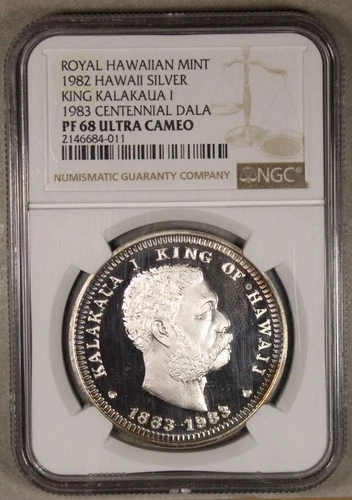 ROYAL HAWAIIAN MINT
1982 HAWAII SILVER
KING KALAKAUA I
1983 CENTENNIAL DALA
PF 68 ULTRA CAMEO
2146684-011
NUMISMATIC GUARANTY COMPANY
NGC
KALAKAUA I KING OF HAWAII
1883-1983